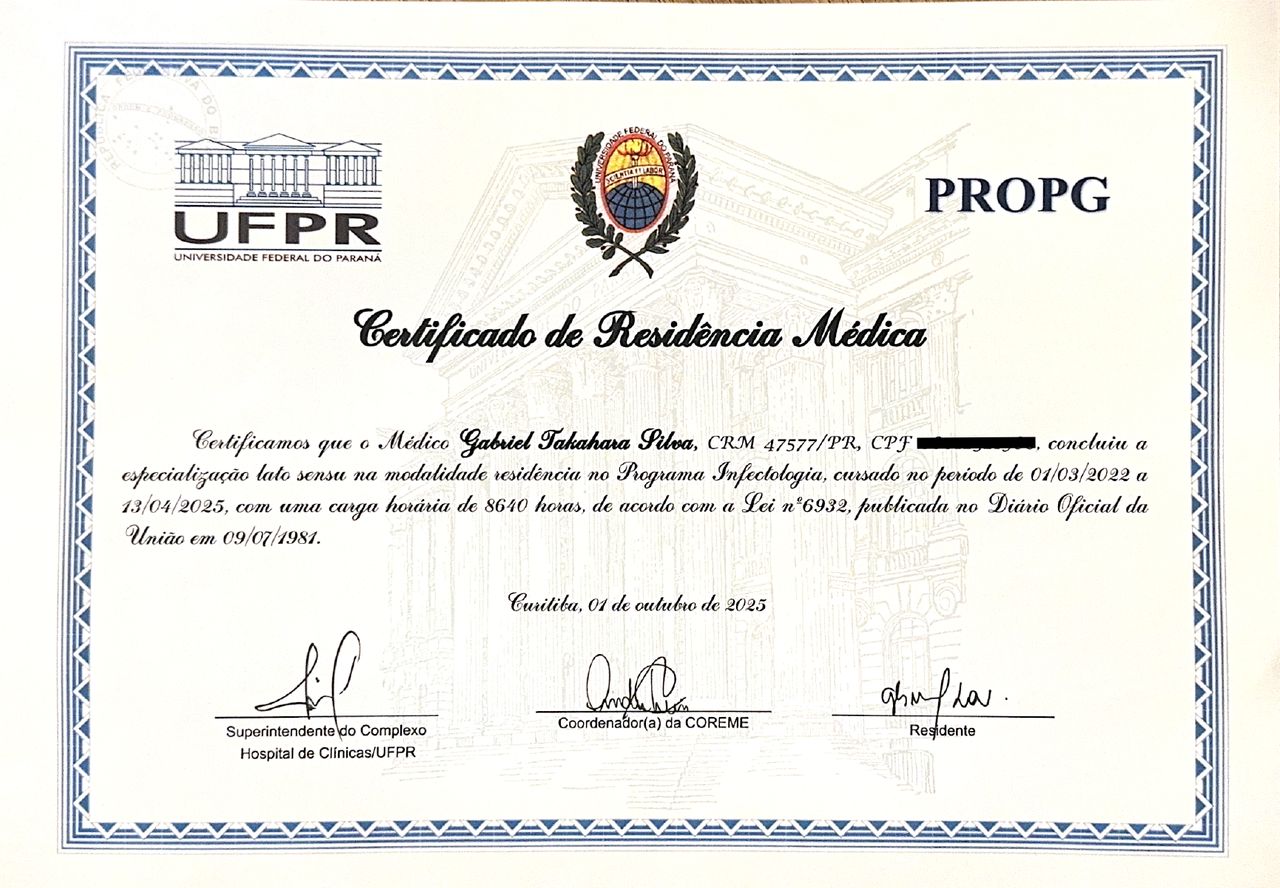 UFPR
UNIVERSIDADE FEDERAL DO PARANÁ
UNIVERSIDADE FEDERAL DO PARANÁ
SCIENTIA ET LABOR
PROPG
Certificado de Residência Médica
Certificamos que o Médico Gabriel Takahara Silva, CRM 47577/PR, CPF , concluiu a
especialização lato sensu na modalidade residência no Programa Infectologia, cursado no período de 01/03/2022 a
13/04/2025, com uma carga horária de 8640 horas, de acordo com a Lei nº6932, publicada no Diário Oficial da
União em 09/07/1981.
Curitiba, 01 de outubro de 2025
Superintendente do Complexo
Hospital de Clínicas/UFPR
Coordenador(a) da COREME
Residente